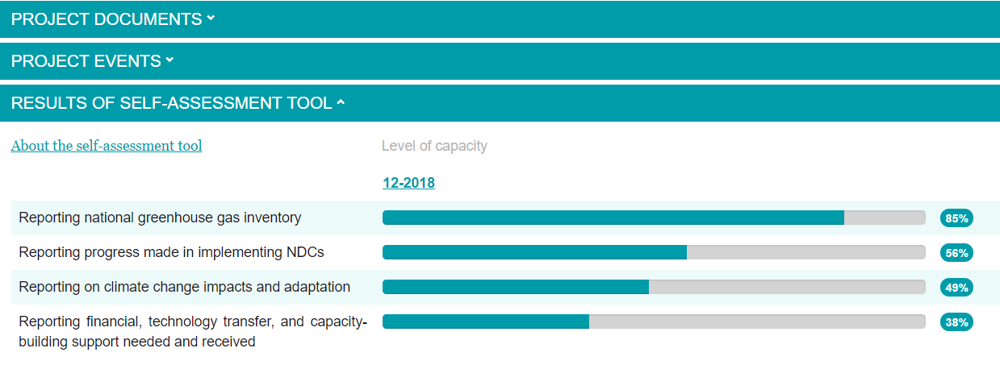 PROJECT DOCUMENTS
PROJECT EVENTS
RESULTS OF SELF-ASSESSMENT TOOL
About the self-assessment tool
Level of capacity
12-2018
Reporting national greenhouse gas inventory
85%
Reporting progress made in implementing NDCs
56%
Reporting on climate change impacts and adaptation
49%
Reporting financial, technology transfer, and capacity-
building support needed and received
38%